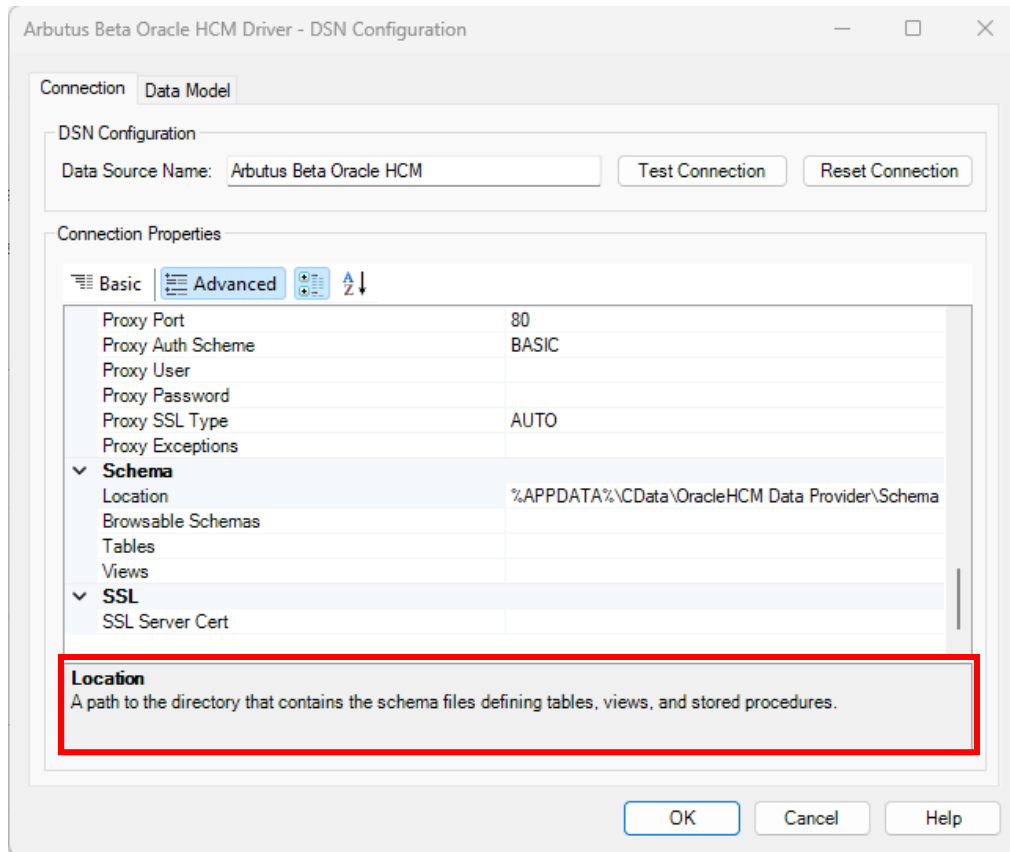 Arbutus Beta Oracle HCM Driver - DSN Configuration
Connection Data Model
DSN Configuration
Data Source Name: Arbutus Beta Oracle HCM Test Connection Reset Connection
Connection Properties
Basic Advanced AZ
Proxy Port 80
Proxy Auth Scheme BASIC
Proxy User
Proxy Password
Proxy SSL Type AUTO
Proxy Exceptions
Schema
Location %APPDATA%\CData\OracleHCM Data Provider\Schema
Browsable Schemas
Tables
Views
SSL
SSL Server Cert
Location
A path to the directory that contains the schema files defining tables, views, and stored procedures.
OK Cancel Help